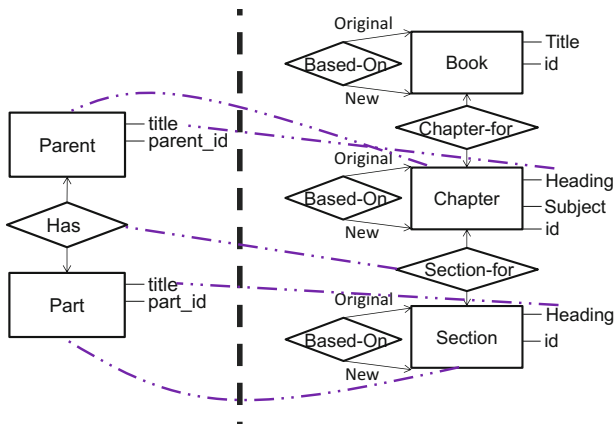 Parent
title
parent_id
Has
Part
title
part_id
Original
Based-On
New
Book
Title
id
Chapter-for
Original
Based-On
New
Chapter
Heading
Subject
id
Section-for
Original
Based-On
New
Section
Heading
id